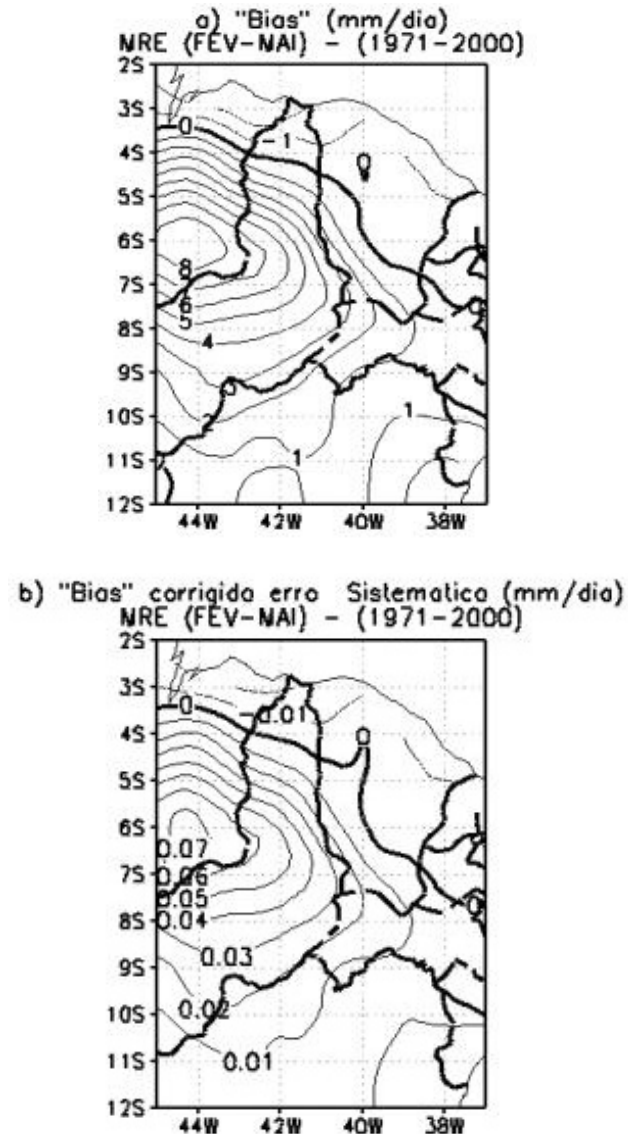 a) "Bias" (mm/dia)
NRE (FEV-MAI) - (1971-2000)
2S
3S
0
-1
4S
0
5S
6S
8
7S
6
0
5
8S
4
9S
10S
2
1
1
11S
12S
44W 42W 40W 38W
b) "Bias" corrigida erro Sistematico (mm/dia)
NRE (FEV-MAI) - (1971-2000)
2S
3S
0
-0.01
4S
0
5S
6S
0.07
7S
0.06
0.05
0
8S
0.04
0.03
9S
0.02
10S
0.01
11S
12S
44W 42W 40W 38W